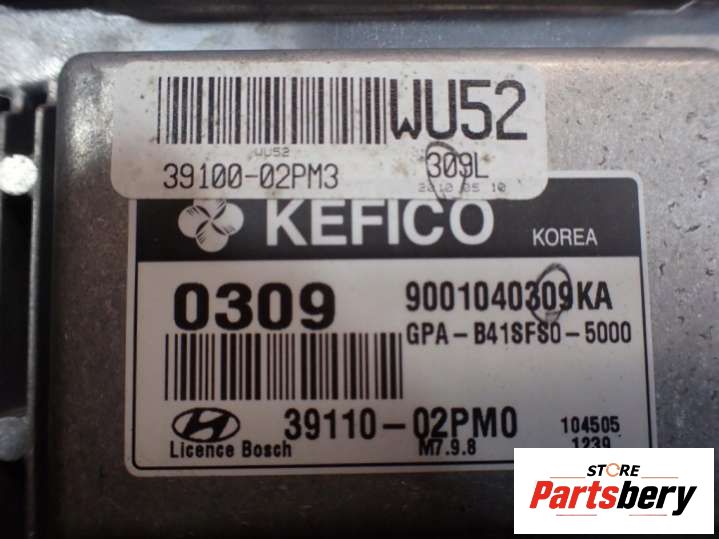 WU52
WU52
39100-02PM3
309L
2010.05.10
KEFICO
KOREA
0309
9001040309KA
GPA-B41SFS0-5000
39110-02PM0
104505
Licence Bosch
M7.9.8
1239
STORE
Partsbery